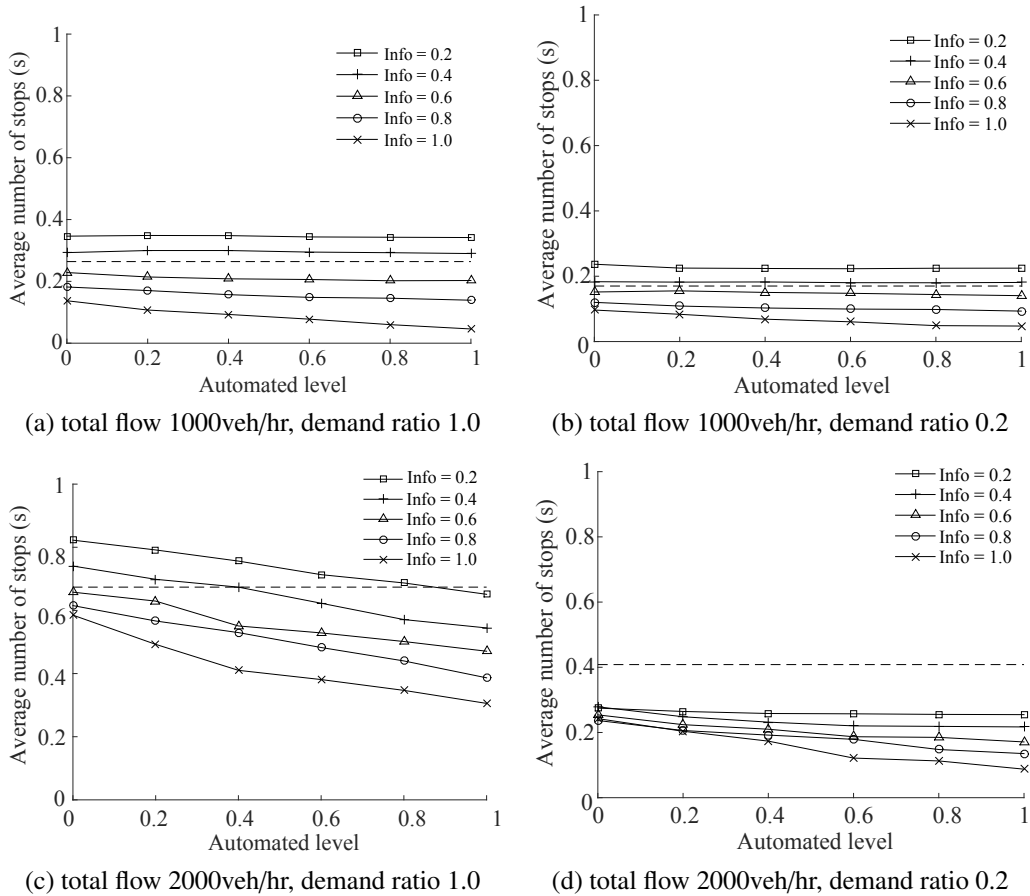 Average number of stops (s)
1
0.8
0.6
0.4
0.2
0
Info = 0.2
Info = 0.4
Info = 0.6
Info = 0.8
Info = 1.0
0 0.2 0.4 0.6 0.8 1
Automated level
(a) total flow 1000veh/hr, demand ratio 1.0
Average number of stops (s)
1
0.8
0.6
0.4
0.2
0
Info = 0.2
Info = 0.4
Info = 0.6
Info = 0.8
Info = 1.0
0 0.2 0.4 0.6 0.8 1
Automated level
(b) total flow 1000veh/hr, demand ratio 0.2
Average number of stops (s)
1
0.8
0.6
0.4
0.2
0
Info = 0.2
Info = 0.4
Info = 0.6
Info = 0.8
Info = 1.0
0 0.2 0.4 0.6 0.8 1
Automated level
(c) total flow 2000veh/hr, demand ratio 1.0
Average number of stops (s)
1
0.8
0.6
0.4
0.2
0
Info = 0.2
Info = 0.4
Info = 0.6
Info = 0.8
Info = 1.0
0 0.2 0.4 0.6 0.8 1
Automated level
(d) total flow 2000veh/hr, demand ratio 0.2